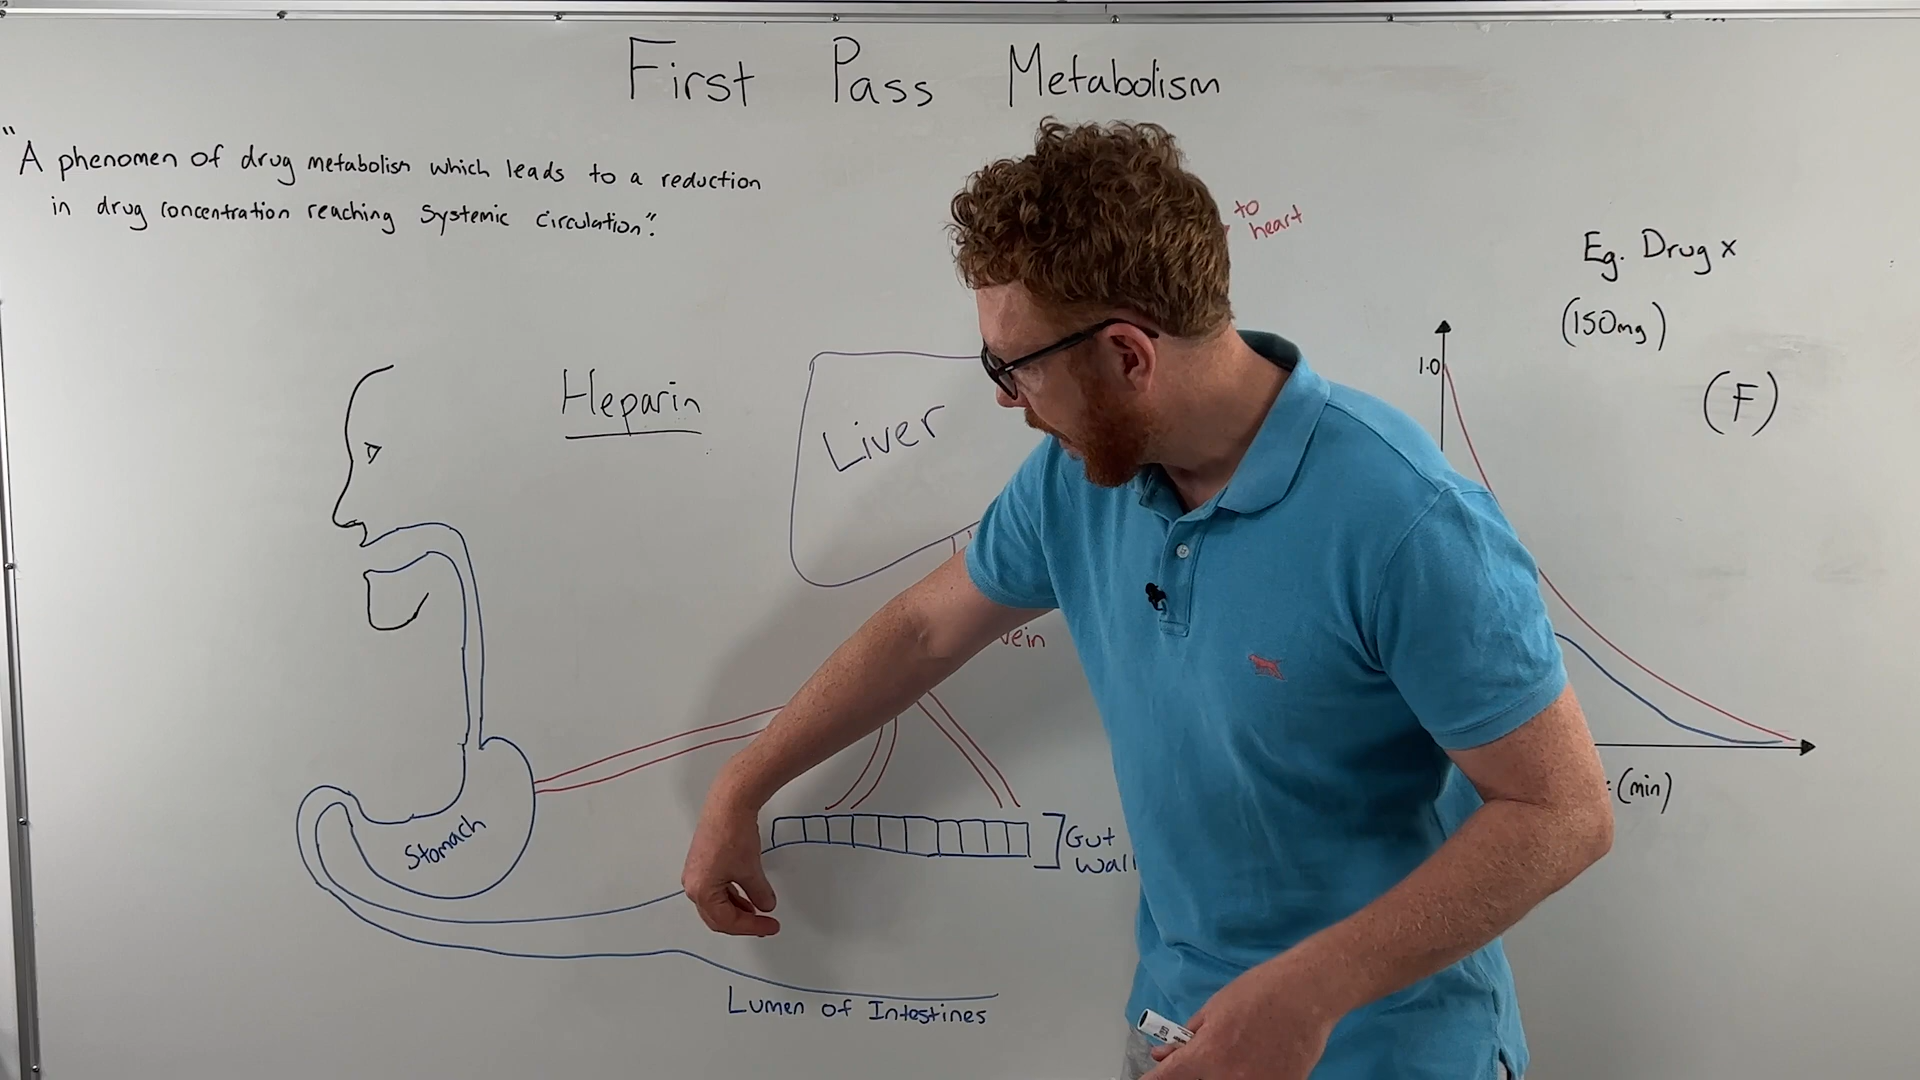 First Pass Metabolism
"A phenomen of drug metabolism which leads to a reduction
in drug concentration reaching systemic circulation".
to
heart
Eg. Drug x
(150mg)
1.0
(F)
Heparin
Liver
vein
Stomach
Gut
Wall
(min)
Lumen of Intestines